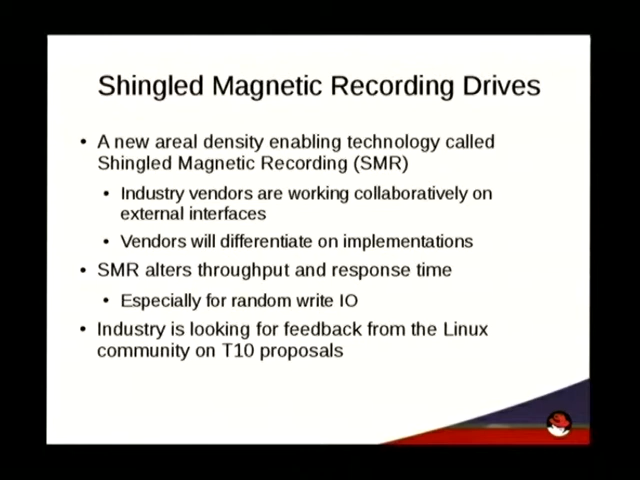 Shingled Magnetic Recording Drives
• A new areal density enabling technology called
Shingled Magnetic Recording (SMR)
• Industry vendors are working collaboratively on
external interfaces
• Vendors will differentiate on implementations
• SMR alters throughput and response time
• Especially for random write IO
• Industry is looking for feedback from the Linux
community on T10 proposals